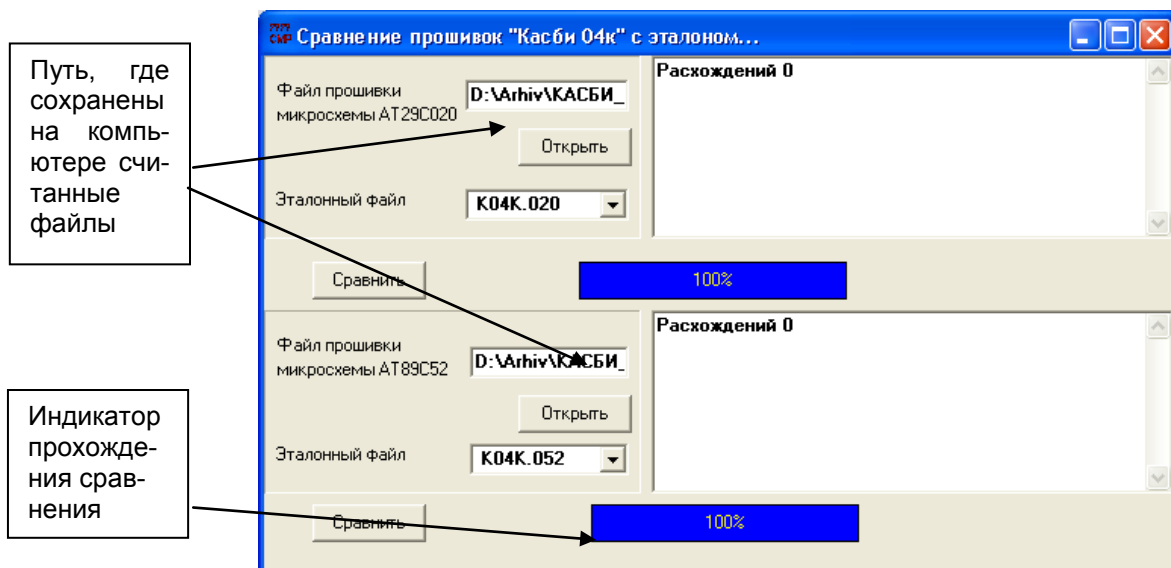 Сравнение прошивок "Касби 04к" с эталоном...
Путь, где
сохранены
на компь-
ютере счи-
танные
файлы
Файл прошивки
микросхемы AT29C020
D:\Arhiv\КАСБИ_
Открыть
Эталонный файл
K04K.020
Расхождений 0
Сравнить
100%
Файл прошивки
микросхемы AT89C52
D:\Arhiv\КАСБИ_
Открыть
Эталонный файл
K04K.052
Расхождений 0
Индикатор
прохожде-
ния срав-
нения
Сравнить
100%